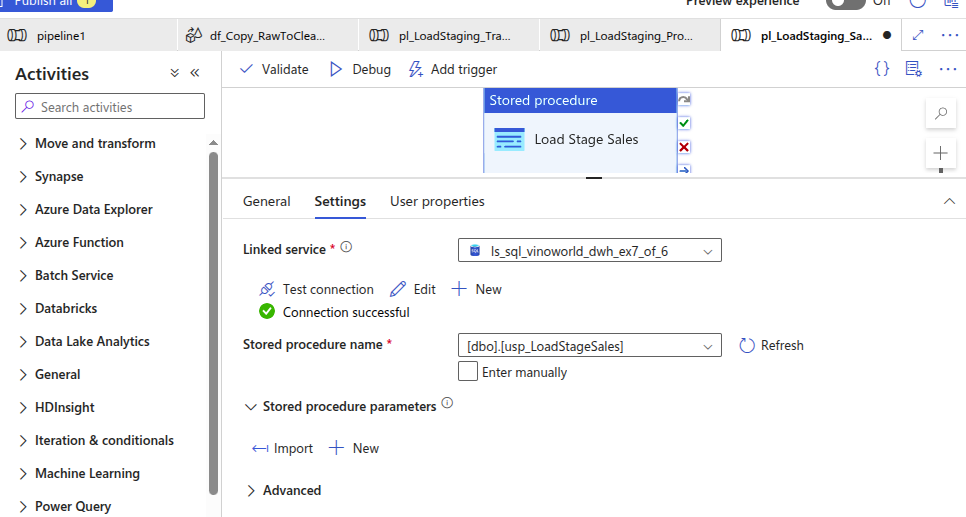 Publish all 1
Preview experience Off
pipeline1
df_Copy_RawToClea...
pl_LoadStaging_Tra...
pl_LoadStaging_Pro...
pl_LoadStaging_Sa...
Activities
Validate
Debug
Add trigger
Search activities
Move and transform
Synapse
Azure Data Explorer
Azure Function
Batch Service
Databricks
Data Lake Analytics
General
HDInsight
Iteration & conditionals
Machine Learning
Power Query
Stored procedure
Load Stage Sales
General
Settings
User properties
Linked service *
ls_sql_vinoworld_dwh_ex7_of_6
Test connection
Edit
New
Connection successful
Stored procedure name *
[dbo].[usp_LoadStageSales]
Refresh
Enter manually
Stored procedure parameters
Import
New
Advanced